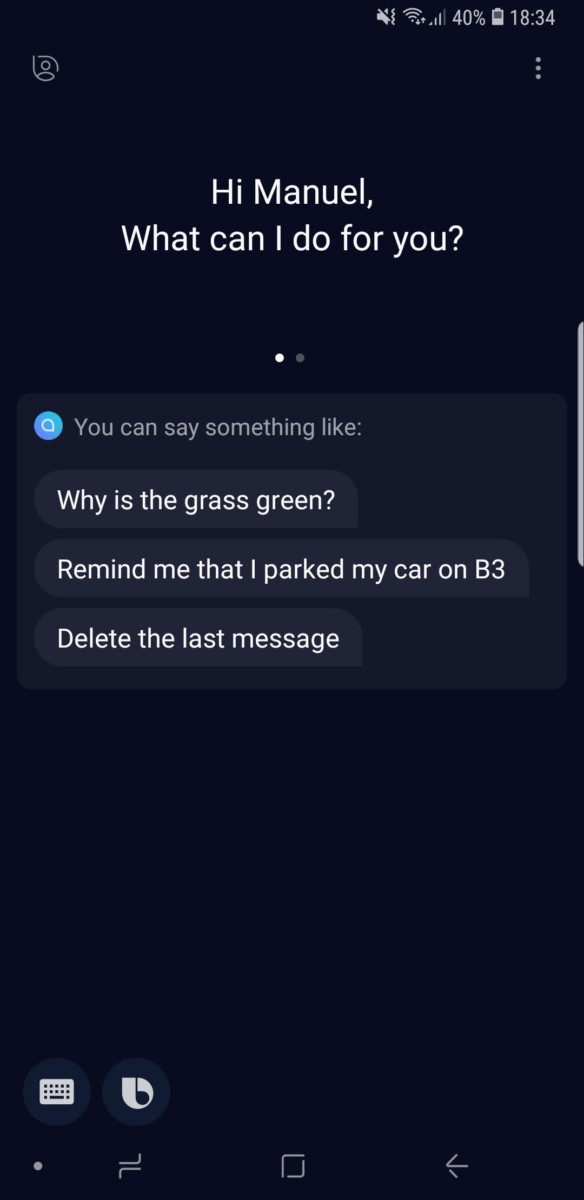 40% 18:34
Hi Manuel,
What can I do for you?
You can say something like:
Why is the grass green?
Remind me that I parked my car on B3
Delete the last message